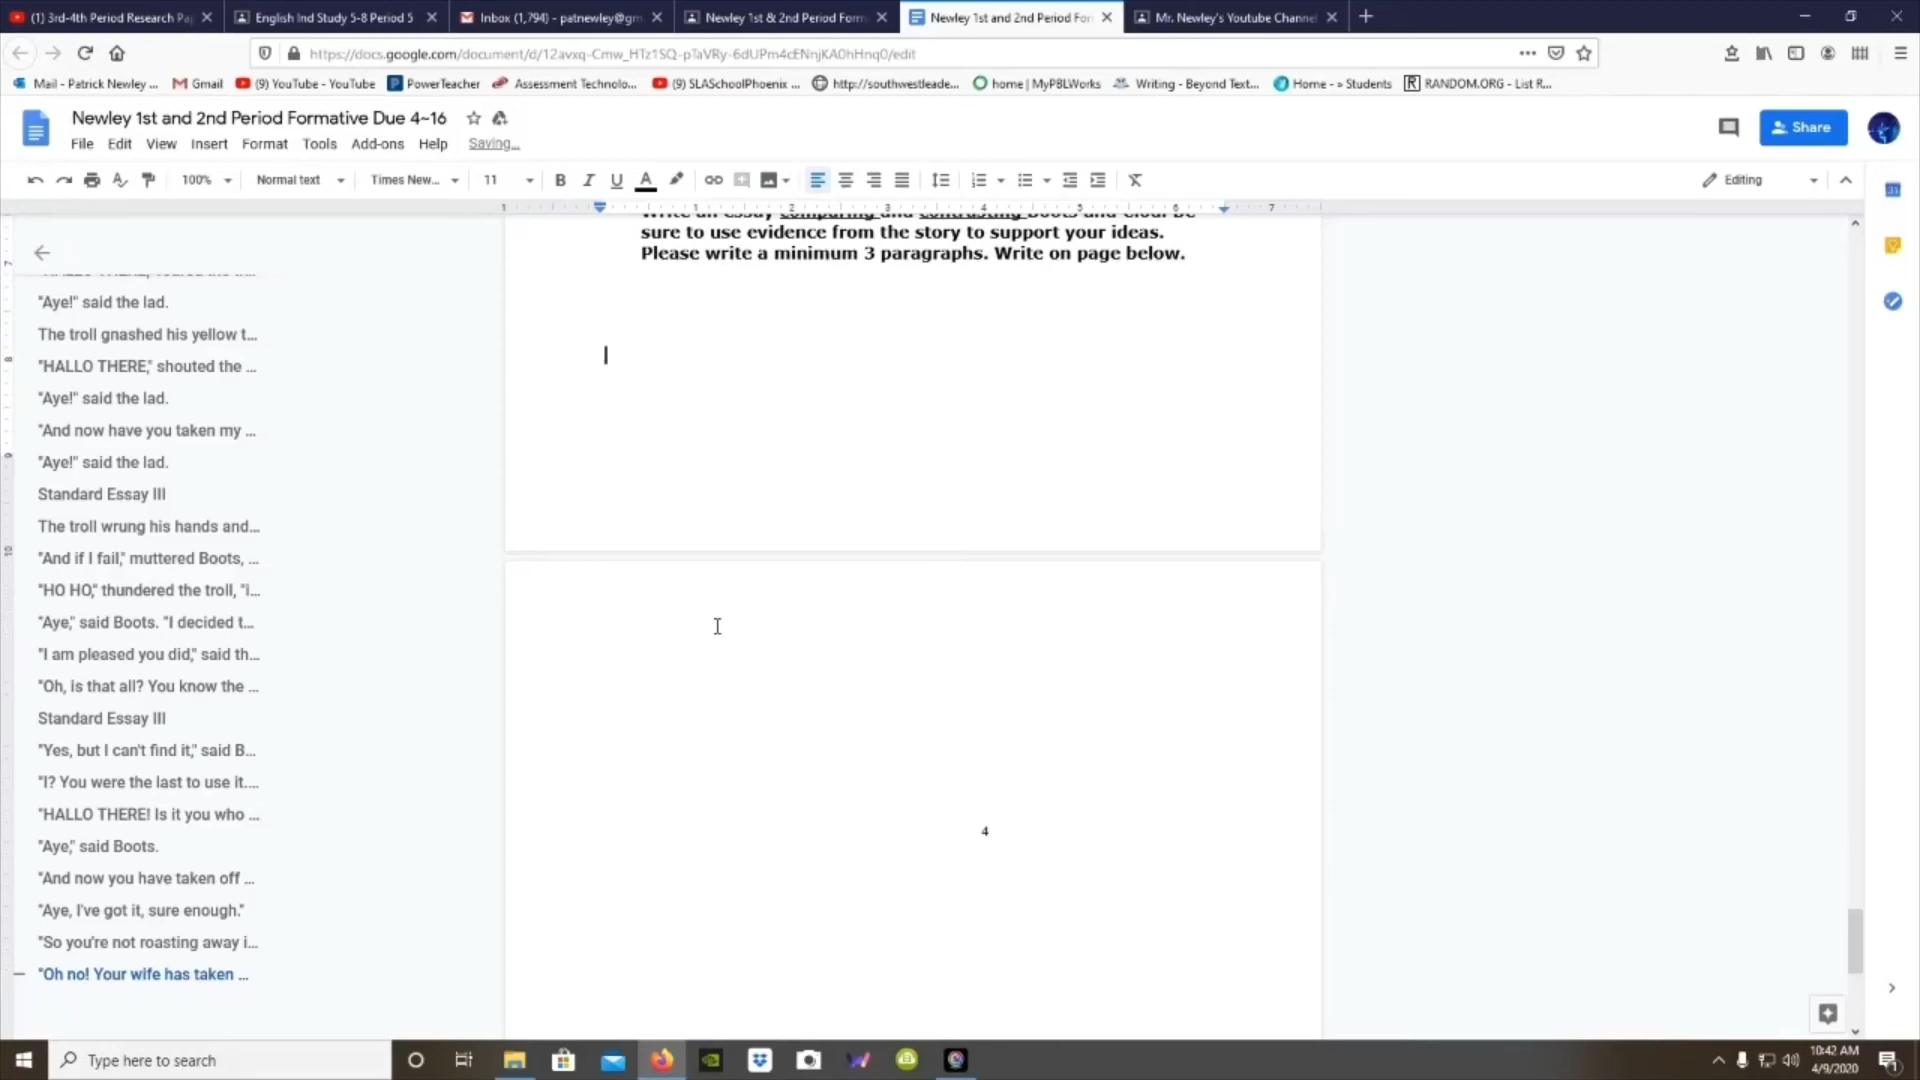 (1) 3rd-4th Period Research Pa
English Ind Study 5-8 Period 5
Inbox (1,794) - patnewley@gm
Newley 1st & 2nd Period Form
Newley 1st and 2nd Period For
Mr. Newley's Youtube Channel
https://docs.google.com/document/d/12avxq-Cmw_HTz1SQ-pTaVRy-6dUPm4cENnjKA0hHnq0/edit
Mail - Patrick Newley ...
Gmail
(9) YouTube - YouTube
PowerTeacher
Assessment Technolo...
(9) SLASchoolPhoenix ...
http://southwestleade...
home | MyPBLWorks
Writing - Beyond Text...
Home - » Students
RANDOM.ORG - List R...
Newley 1st and 2nd Period Formative Due 4~16
Share
File Edit View Insert Format Tools Add-ons Help Saving...
100% Normal text Times New... 11 B I U A
Editing
1 1 2 3 4 5 6 7
Write an essay comparing and contrasting Boots and Cloud. Be
sure to use evidence from the story to support your ideas.
Please write a minimum 3 paragraphs. Write on page below.
"Aye!" said the lad.
The troll gnashed his yellow t...
"HALLO THERE," shouted the ...
"Aye!" said the lad.
"And now have you taken my ...
"Aye!" said the lad.
Standard Essay III
The troll wrung his hands and...
"And if I fail," muttered Boots, ...
"HO HO," thundered the troll, "i...
"Aye," said Boots. "I decided t...
"I am pleased you did," said th...
"Oh, is that all? You know the ...
Standard Essay III
"Yes, but I can't find it," said B...
"I? You were the last to use it....
"HALLO THERE! Is it you who ...
"Aye," said Boots.
"And now you have taken off ...
"Aye, I've got it, sure enough."
"So you're not roasting away i...
"Oh no! Your wife has taken ...
4
Type here to search
10:42 AM
4/9/2020